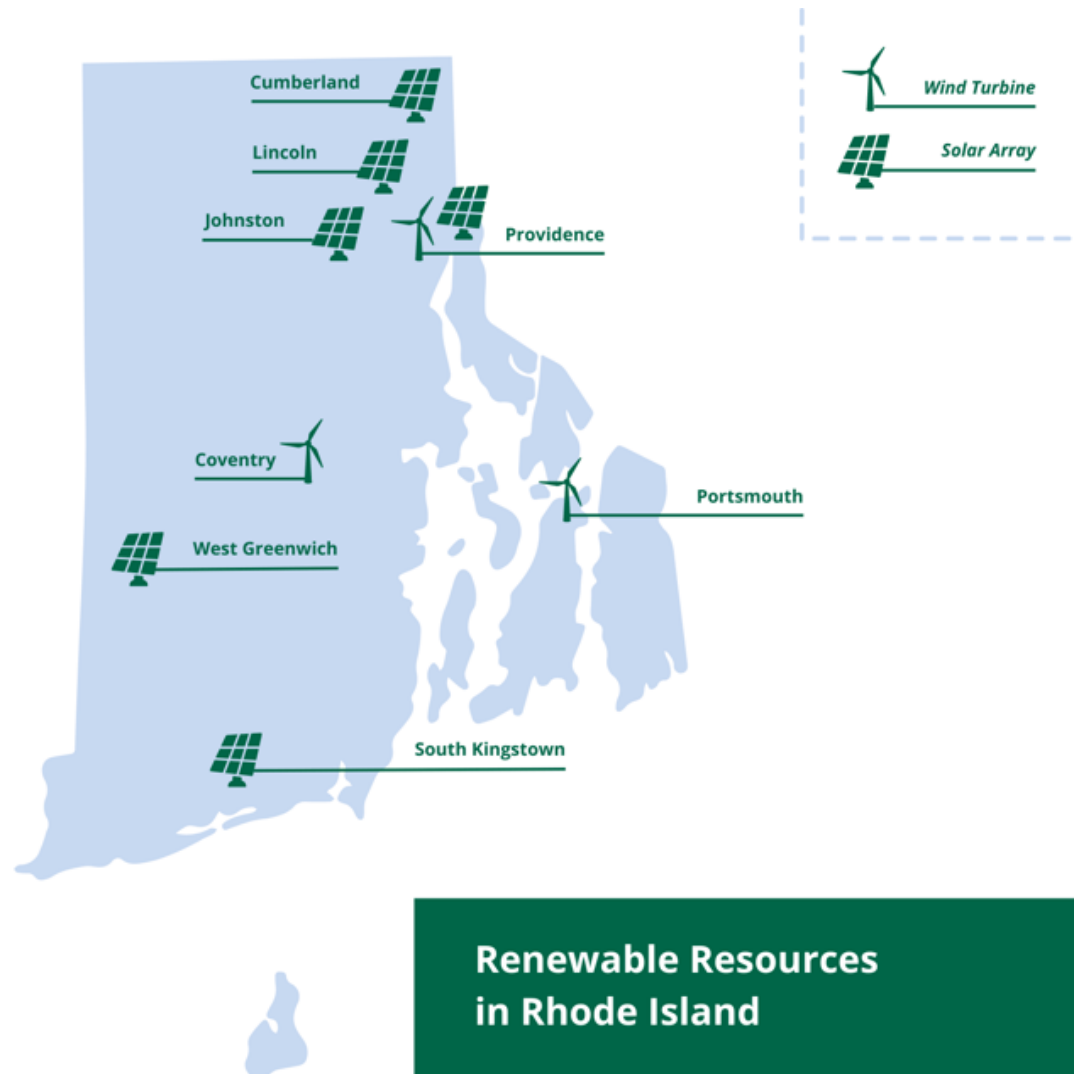 Cumberland
Wind Turbine
Lincoln
Solar Array
Johnston
Providence
Coventry
Portsmouth
West Greenwich
South Kingstown
Renewable Resources
in Rhode Island